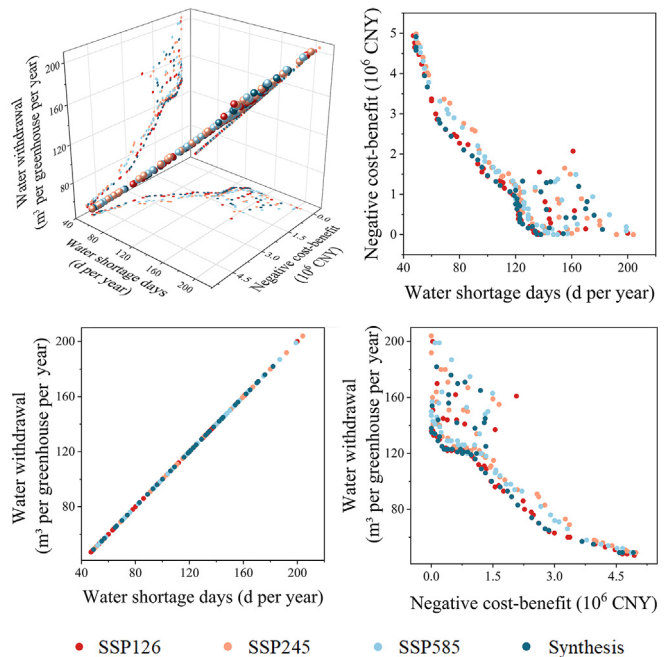 Water withdrawal
(m³ per greenhouse per year)
200
160
120
80
40
80
120
160
200
Water shortage days
(d per year)
0.0
1.5
3.0
4.5
Negative cost-benefit
(10⁶ CNY)
Negative cost-benefit (10⁶ CNY)
5
4
3
2
1
0
40 80 120 160 200
Water shortage days (d per year)
Water withdrawal
(m³ per greenhouse per year)
200
160
120
80
40 80 120 160 200
Water shortage days (d per year)
Water withdrawal
(m³ per greenhouse per year)
200
160
120
80
0.0 1.5 3.0 4.5
Negative cost-benefit (10⁶ CNY)
SSP126 SSP245 SSP585 Synthesis